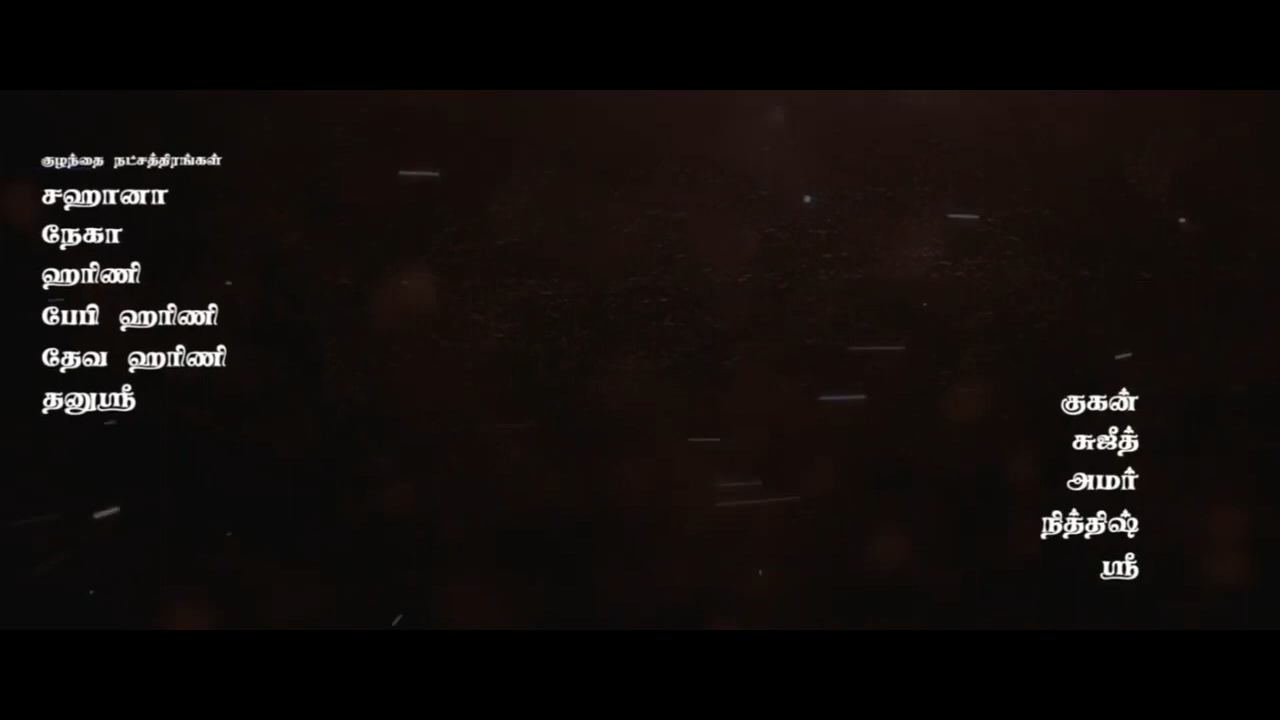 குழந்தை நட்சத்திரங்கள்
சஹானா
நேகா
ஹரிணி
பேபி ஹரிணி
தேவ ஹரிணி
தனுஸ்ரீ
குகன்
சுஜீத்
அமர்
நித்திஷ்
ஸ்ரீ